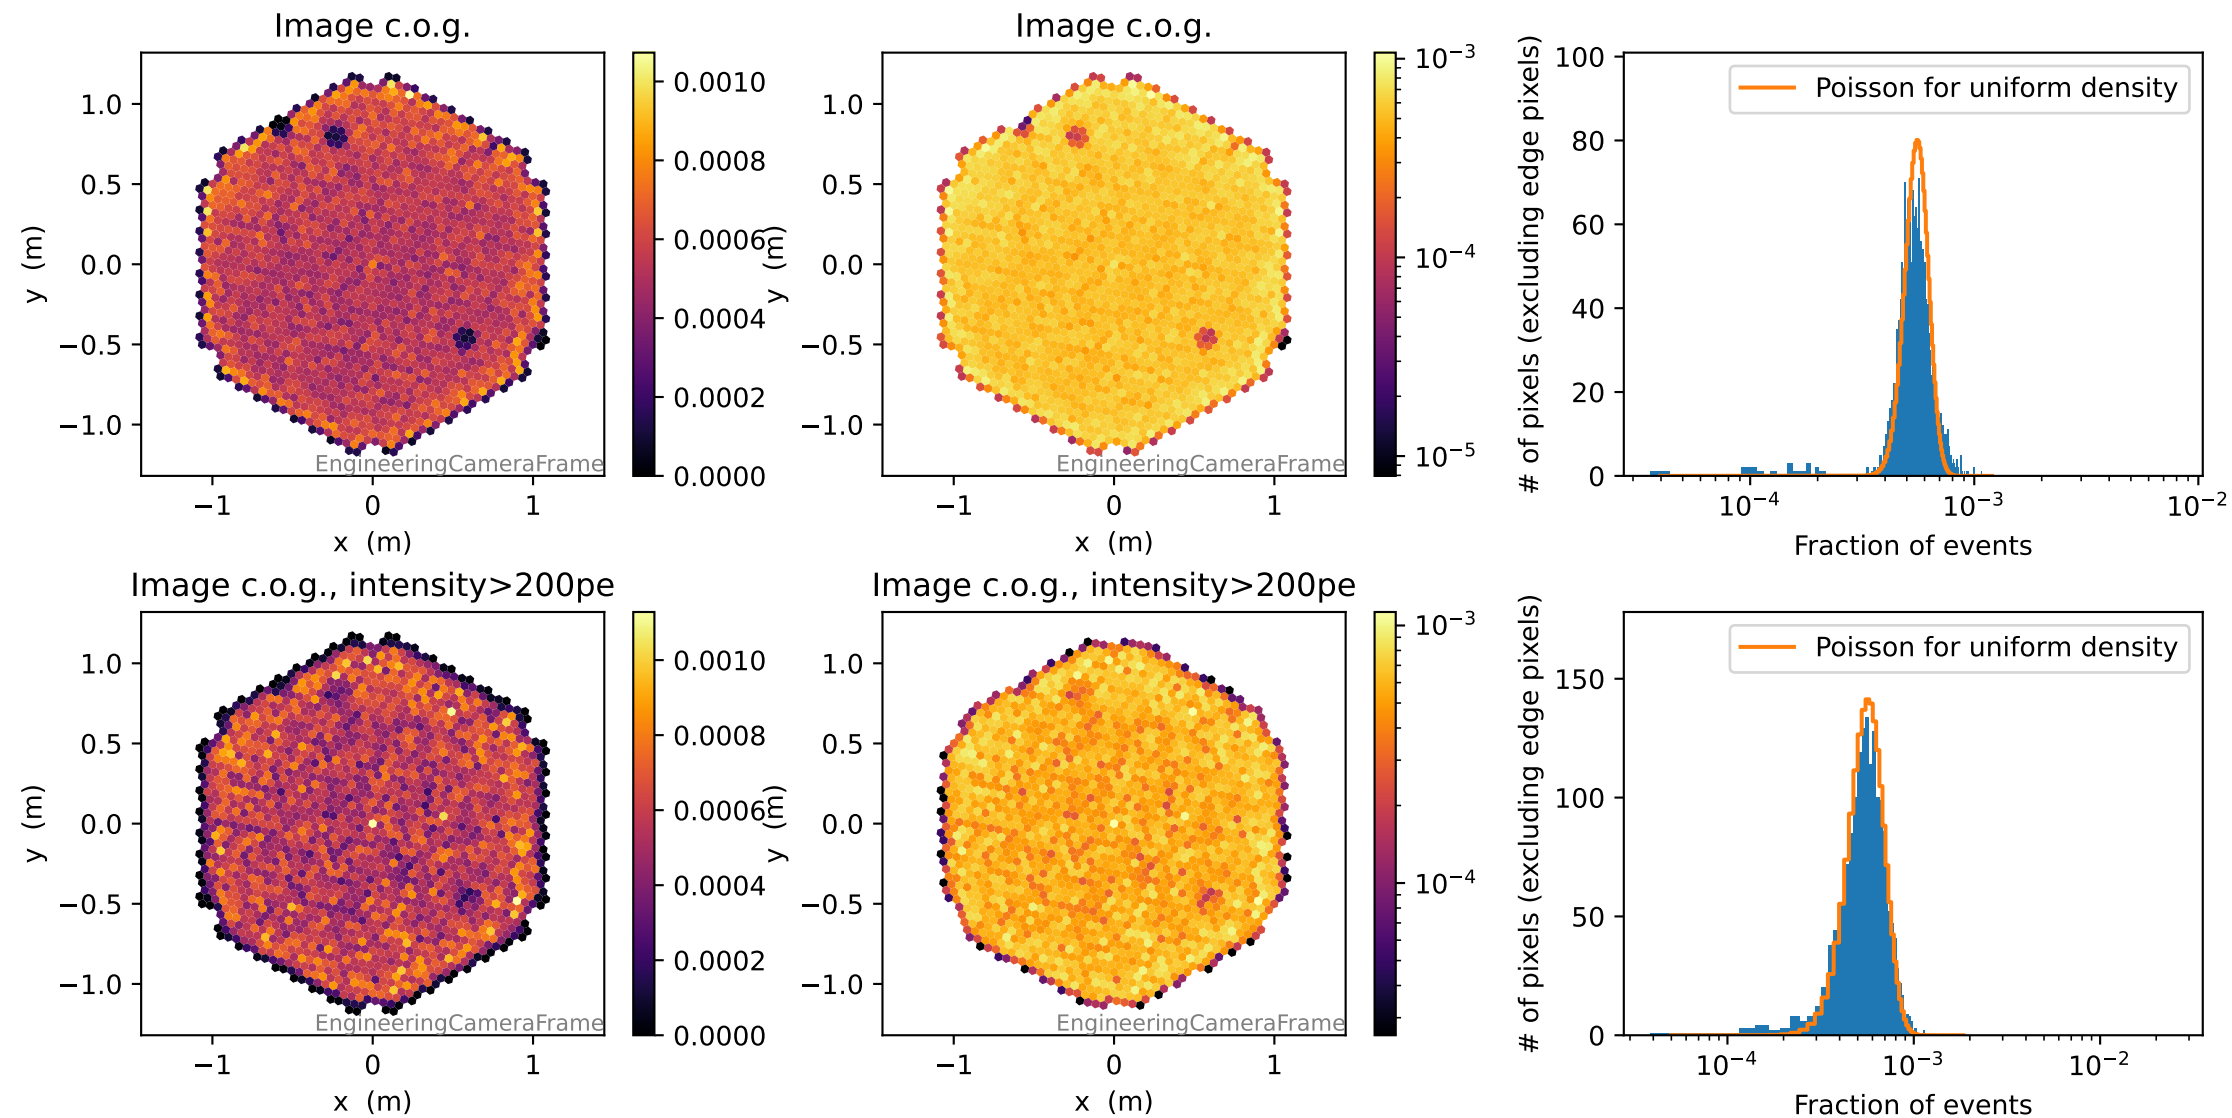 Image c.o.g.
1.0
0.5
0.0
−0.5
−1.0
y (m)
−1
0
1
x (m)
EngineeringCameraFrame
0.0010
0.0008
0.0006
0.0004
0.0002
0.0000
Image c.o.g.
1.0
0.5
0.0
−0.5
−1.0
y (m)
−1
0
1
x (m)
EngineeringCameraFrame
10⁻³
10⁻⁴
10⁻⁵
# of pixels (excluding edge pixels)
100
80
60
40
20
0
Poisson for uniform density
10⁻⁴
10⁻³
10⁻²
Fraction of events
Image c.o.g., intensity>200pe
1.0
0.5
0.0
−0.5
−1.0
y (m)
−1
0
1
x (m)
EngineeringCameraFrame
0.0010
0.0008
0.0006
0.0004
0.0002
0.0000
Image c.o.g., intensity>200pe
1.0
0.5
0.0
−0.5
−1.0
y (m)
−1
0
1
x (m)
EngineeringCameraFrame
10⁻³
10⁻⁴
# of pixels (excluding edge pixels)
150
100
50
0
Poisson for uniform density
10⁻⁴
10⁻³
10⁻²
Fraction of events